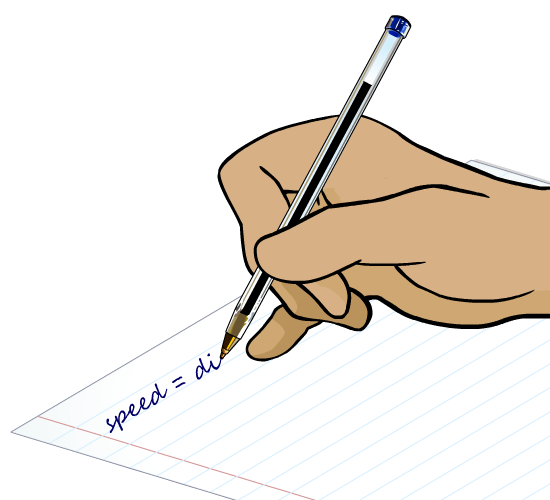 speed = di